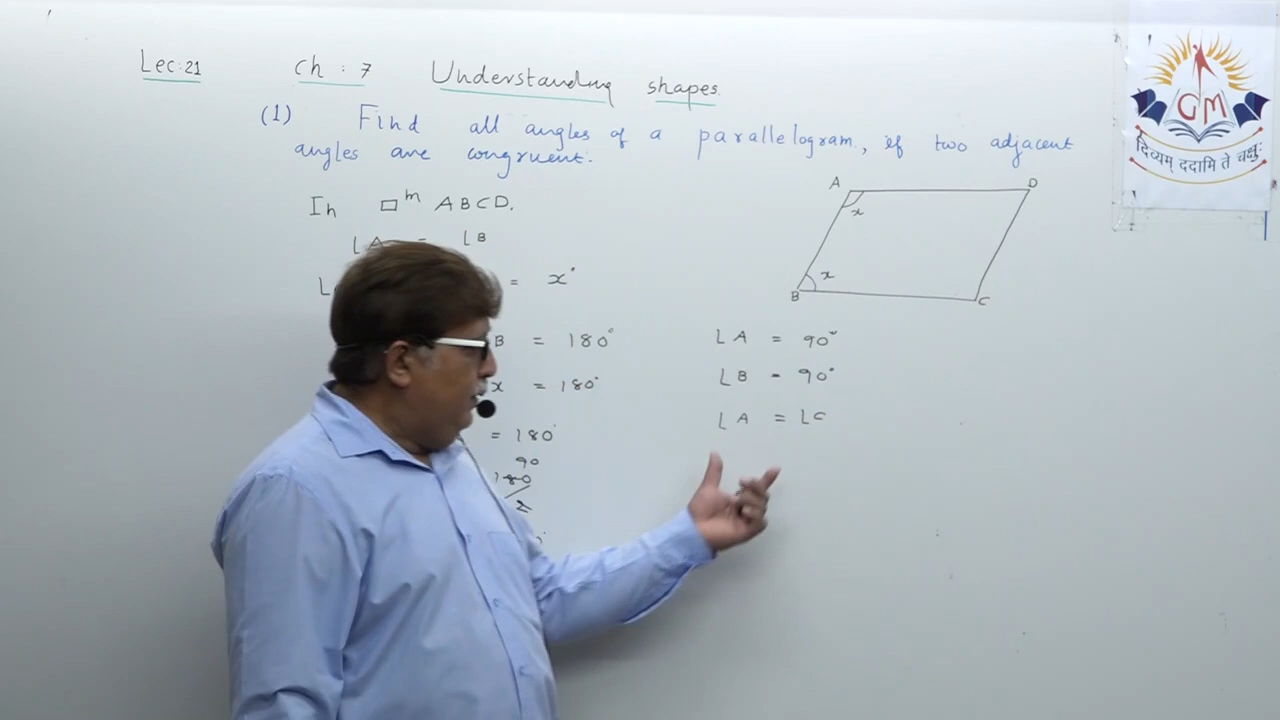 Lec:21 ch : 7 Understanding shapes.
(1) Find all angles of a parallelogram, if two adjacent
angles are congruent.
In □ᵐ ABCD.
∠A = ∠B
= x°
B = 180°
x = 180°
= 180°
90
180
2
A
D
x
x
B
C
∠A = 90°
∠B = 90°
∠A = ∠C
GM
दिव्यम् ददामि ते चक्षुः